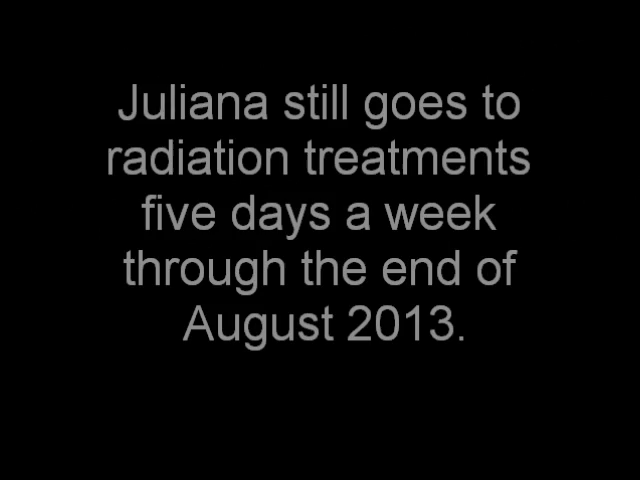 Juliana still goes to
radiation treatments
five days a week
through the end of
August 2013.